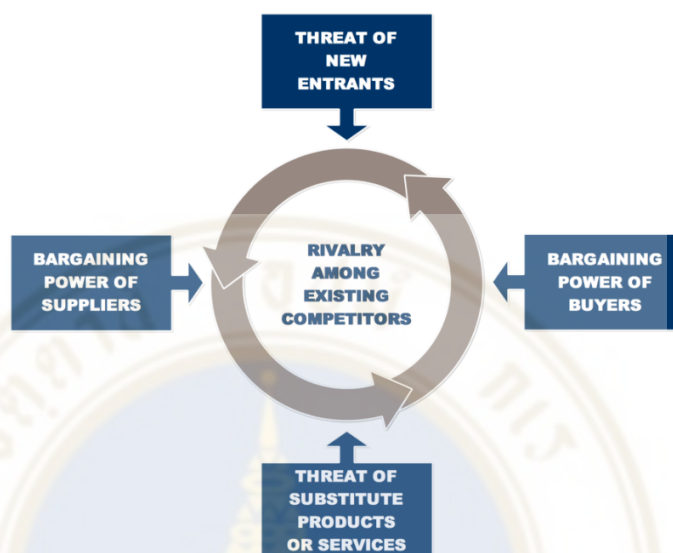 THREAT OF
NEW
ENTRANTS
BARGAINING
POWER OF
SUPPLIERS
RIVALRY
AMONG
EXISTING
COMPETITORS
BARGAINING
POWER OF
BUYERS
THREAT OF
SUBSTITUTE
PRODUCTS
OR SERVICES